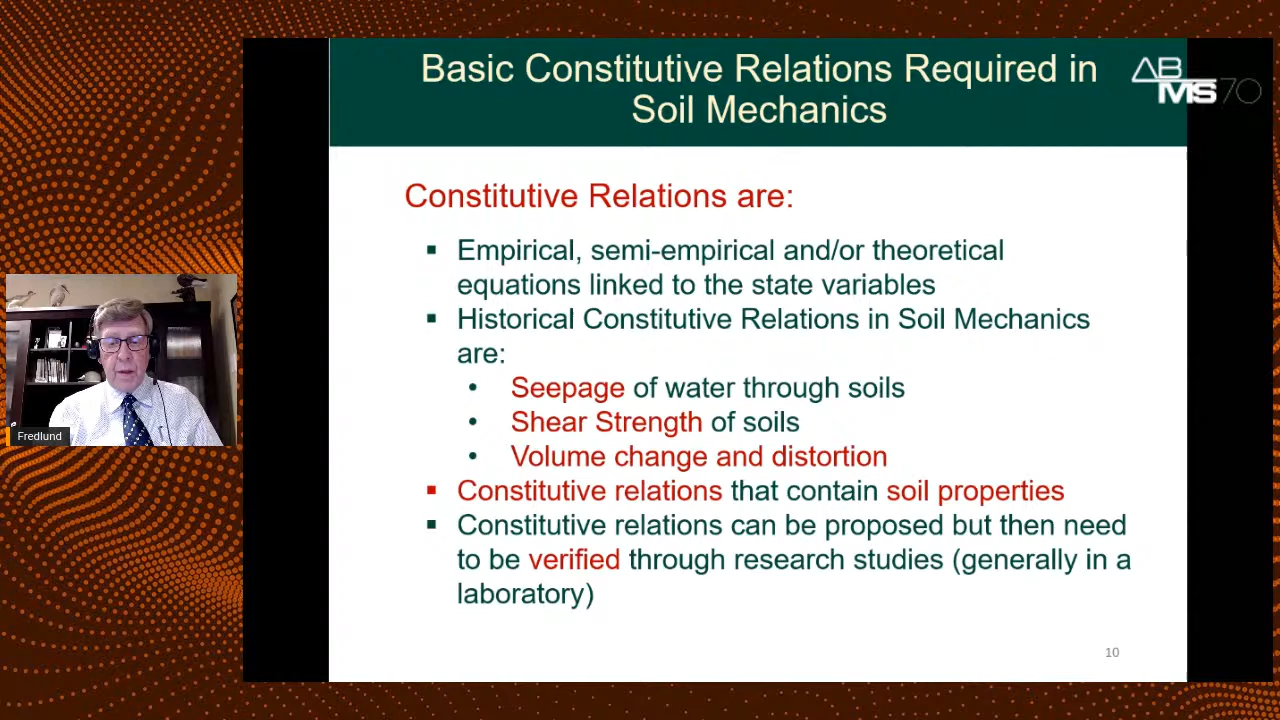 Basic Constitutive Relations Required in
Soil Mechanics
ABMS70
Constitutive Relations are:
▪ Empirical, semi-empirical and/or theoretical
equations linked to the state variables
▪ Historical Constitutive Relations in Soil Mechanics
are:
• Seepage of water through soils
• Shear Strength of soils
• Volume change and distortion
▪ Constitutive relations that contain soil properties
▪ Constitutive relations can be proposed but then need
to be verified through research studies (generally in a
laboratory)
10
Fredlund